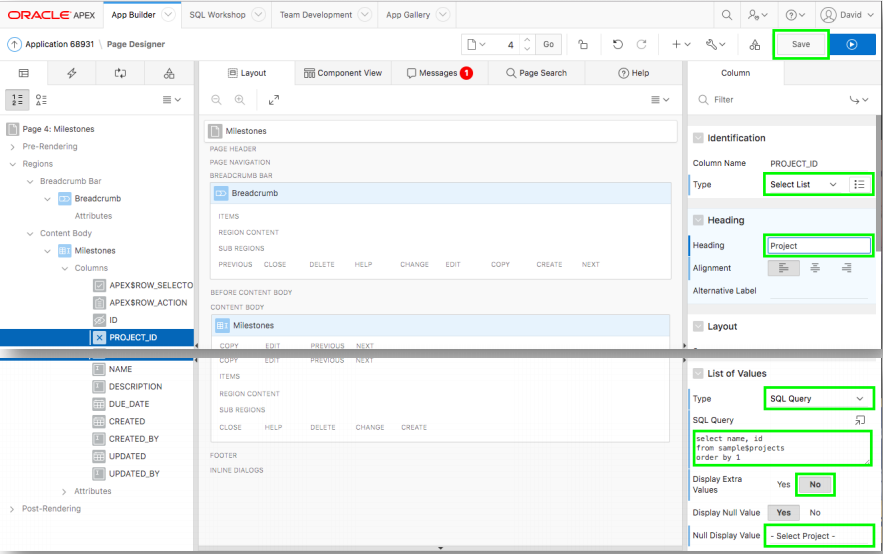 ORACLE APEX App Builder SQL Workshop Team Development App Gallery David
Application 68931 \ Page Designer 4 Go Save
Layout Component View Messages 1 Page Search Help Column
Filter
Page 4: Milestones
Pre-Rendering
Regions
Breadcrumb Bar
Breadcrumb
Attributes
Content Body
Milestones
Columns
APEX$ROW_SELECTO
APEX$ROW_ACTION
ID
PROJECT_ID
NAME
DESCRIPTION
DUE_DATE
CREATED
CREATED_BY
UPDATED
UPDATED_BY
Attributes
Post-Rendering
Milestones
PAGE HEADER
PAGE NAVIGATION
BREADCRUMB BAR
Breadcrumb
ITEMS
REGION CONTENT
SUB REGIONS
PREVIOUS CLOSE DELETE HELP CHANGE EDIT COPY CREATE NEXT
BEFORE CONTENT BODY
CONTENT BODY
Milestones
COPY EDIT PREVIOUS NEXT
COPY EDIT PREVIOUS NEXT
ITEMS
REGION CONTENT
SUB REGIONS
CLOSE HELP DELETE CHANGE CREATE
FOOTER
INLINE DIALOGS
Identification
Column Name PROJECT_ID
Type Select List
Heading
Heading Project
Alignment
Alternative Label
Layout
List of Values
Type SQL Query
SQL Query
select name, id
from sample$projects
order by 1
Display Extra
Values Yes No
Display Null Value Yes No
Null Display Value - Select Project -